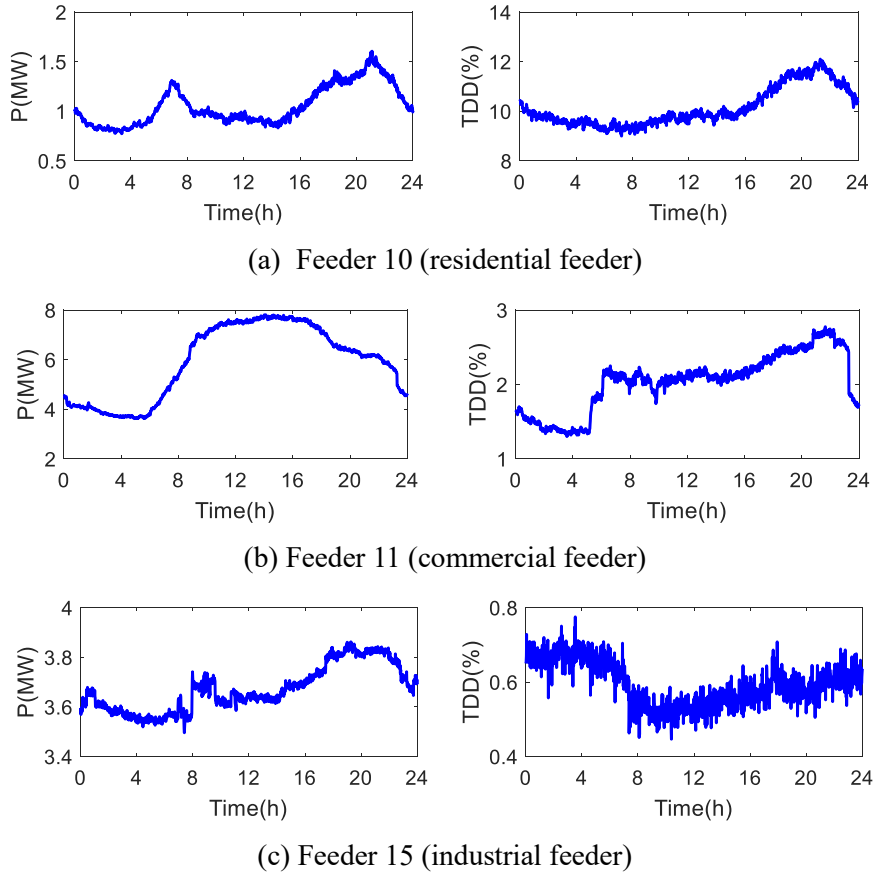 2
1.5
1
0.5
P(MW)
0 4 8 12 16 20 24
Time(h)
14
12
10
8
TDD(%)
0 4 8 12 16 20 24
Time(h)
(a) Feeder 10 (residential feeder)
8
6
4
2
P(MW)
0 4 8 12 16 20 24
Time(h)
3
2
1
TDD(%)
0 4 8 12 16 20 24
Time(h)
(b) Feeder 11 (commercial feeder)
4
3.8
3.6
3.4
P(MW)
0 4 8 12 16 20 24
Time(h)
0.8
0.6
0.4
TDD(%)
0 4 8 12 16 20 24
Time(h)
(c) Feeder 15 (industrial feeder)